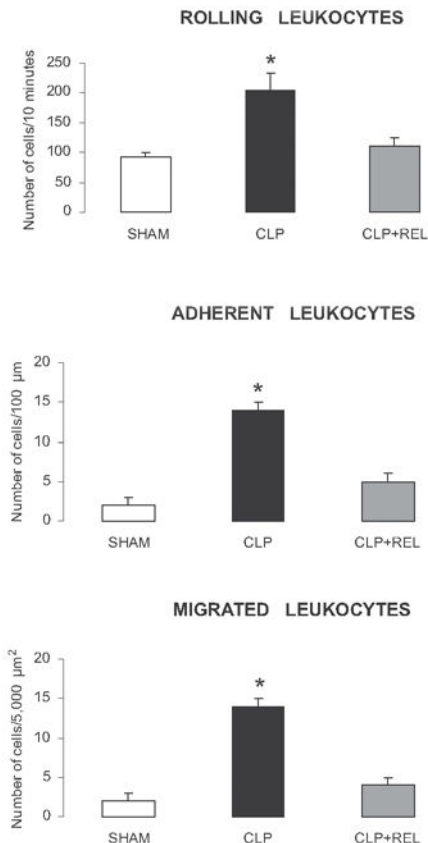 ROLLING LEUKOCYTES
Number of cells/10 minutes
250
200
150
100
50
0
*
SHAM CLP CLP+REL
ADHERENT LEUKOCYTES
Number of cells/100 µm
20
15
10
5
0
*
SHAM CLP CLP+REL
MIGRATED LEUKOCYTES
Number of cells/5,000 µm²
20
15
10
5
0
*
SHAM CLP CLP+REL